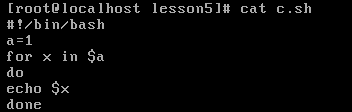 [root@localhost lesson5]# cat c.sh
#!/bin/bash
a=1
for x in $a
do
echo $x
done